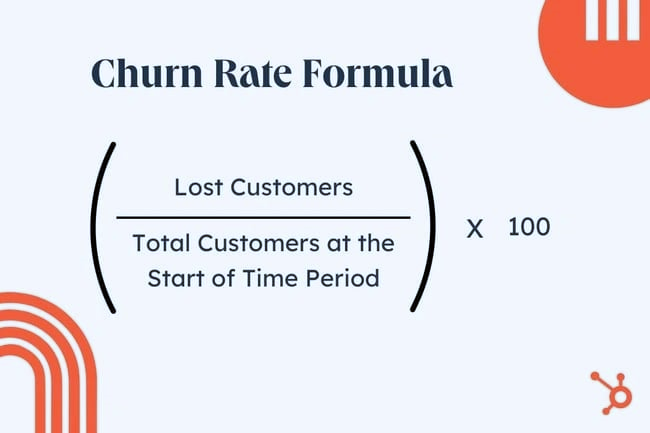 Churn Rate Formula
Lost Customers
Total Customers at the
Start of Time Period
X 100